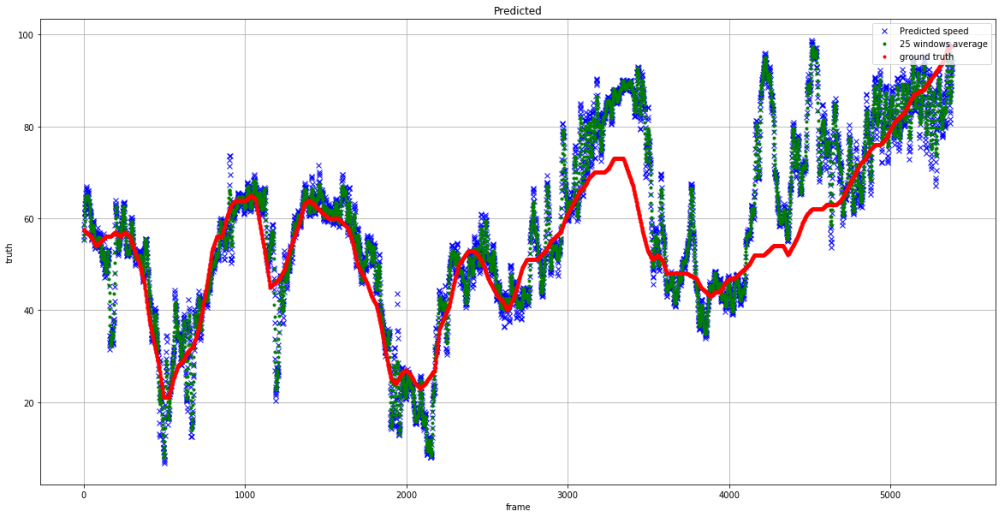 Predicted
Predicted speed
25 windows average
ground truth
100
80
60
40
20
truth
0
1000
2000
3000
4000
5000
frame